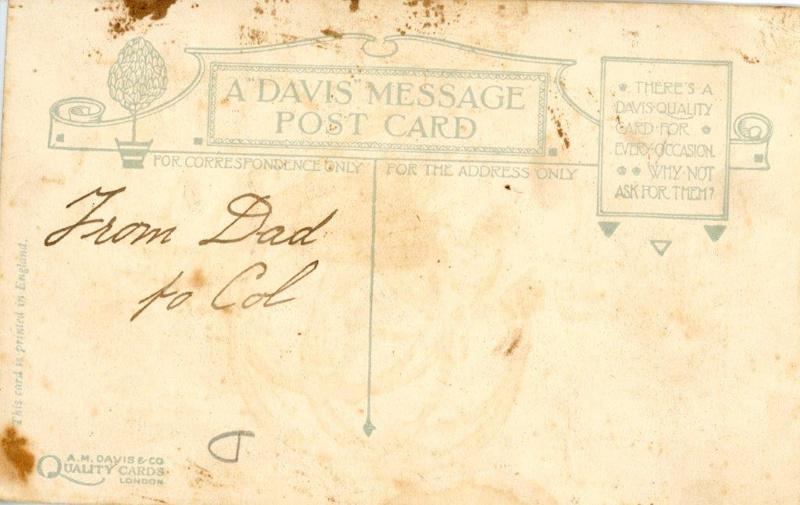 A "DAVIS" MESSAGE
POST CARD
THERE'S A
DAVIS·QUALITY
CARD·FOR
EVERY·OCCASION.
WHY·NOT
ASK·FOR·THEM?
FOR·CORRESPONDENCE·ONLY
FOR THE ADDRESS ONLY
From Dad
to Col
This card is printed in England.
A.M. DAVIS & CO
QUALITY CARDS
LONDON